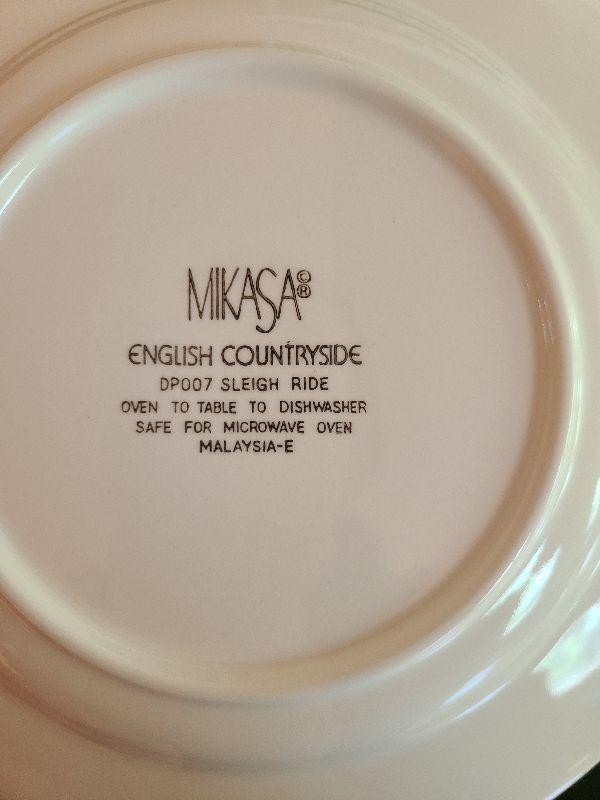 MIKASA©®
ENGLISH COUNTRYSIDE
DP007 SLEIGH RIDE
OVEN TO TABLE TO DISHWASHER
SAFE FOR MICROWAVE OVEN
MALAYSIA-E